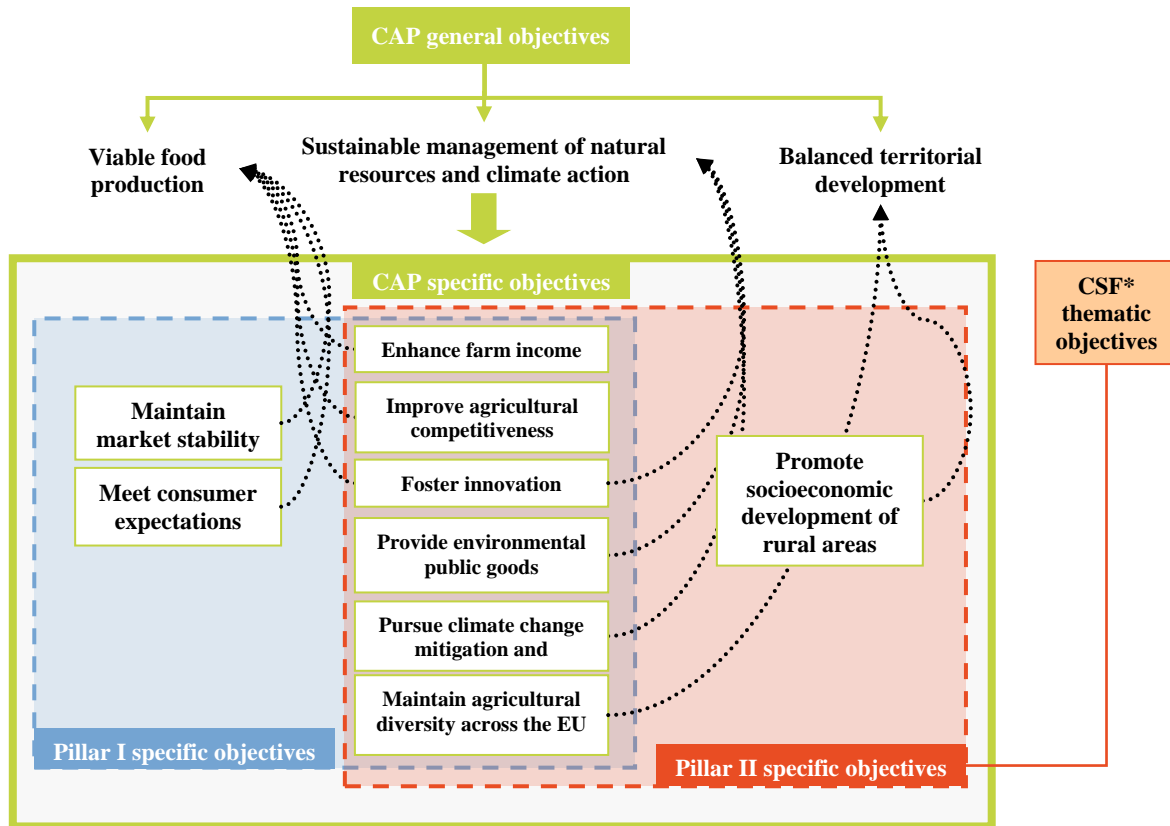 CAP general objectives
Viable food
production
Sustainable management of natural
resources and climate action
Balanced territorial
development
CAP specific objectives
CSF*
thematic
objectives
Enhance farm income
Maintain
market stability
Improve agricultural
competitiveness
Meet consumer
expectations
Foster innovation
Promote
socioeconomic
development of
rural areas
Provide environmental
public goods
Pursue climate change
mitigation and
Maintain agricultural
diversity across the EU
Pillar I specific objectives
Pillar II specific objectives